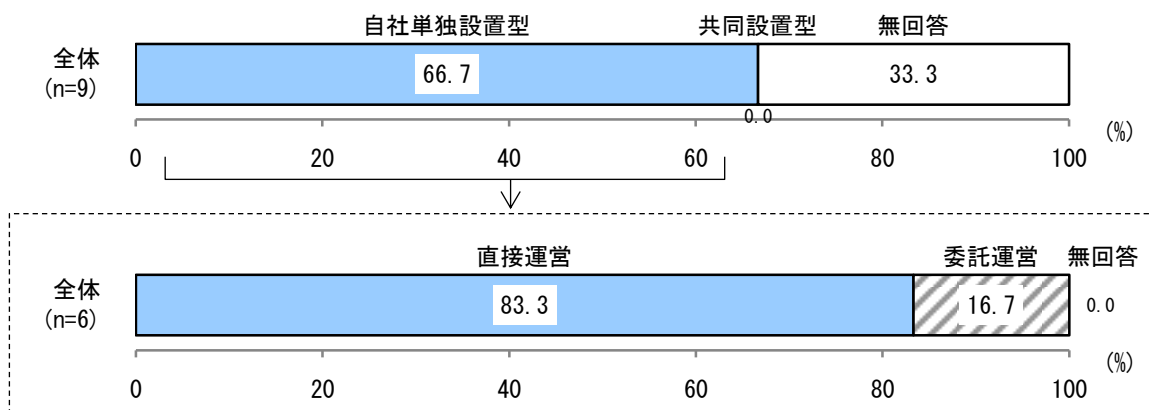 自社単独設置型 共同設置型 無回答
全体
(n=9)
66.7 33.3
0.0
(%)
0 20 40 60 80 100
直接運営 委託運営 無回答
全体
(n=6)
83.3 16.7 0.0
(%)
0 20 40 60 80 100